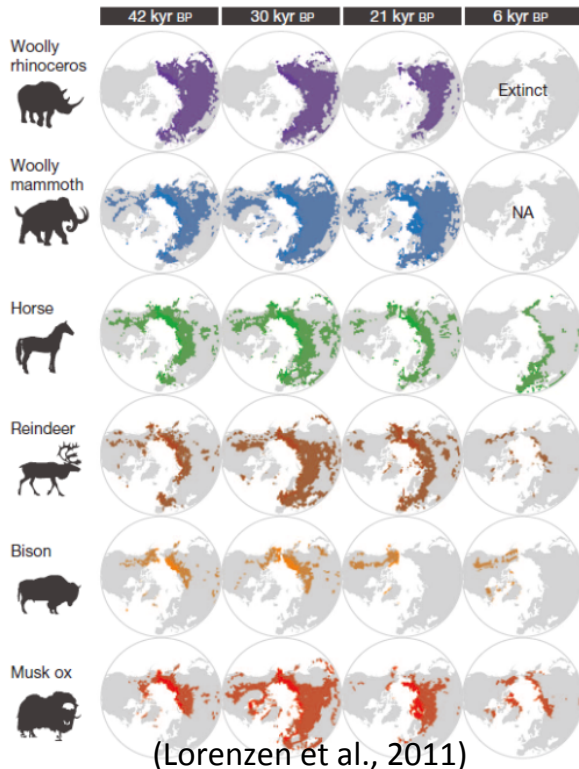 42 kyr BP 30 kyr BP 21 kyr BP 6 kyr BP
Woolly
rhinoceros
Extinct
Woolly
mammoth
NA
Horse
Reindeer
Bison
Musk ox
(Lorenzen et al., 2011)